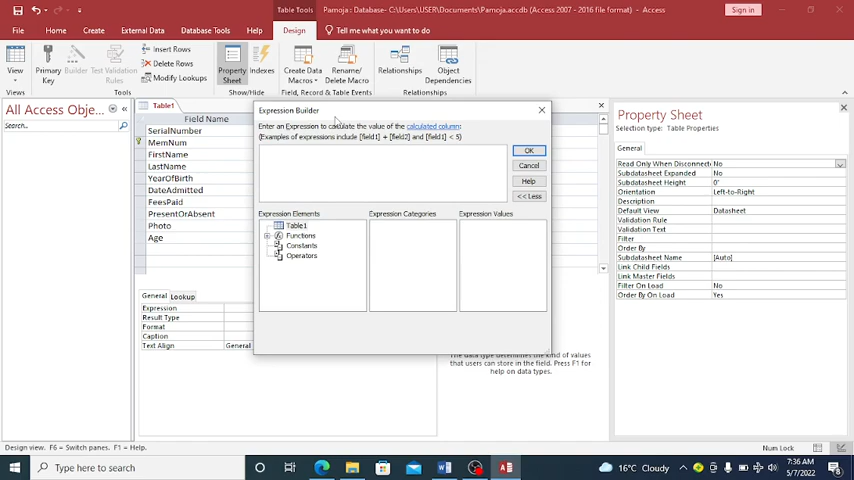 Table Tools
Pamoja : Database- C:\Users\USER\Documents\Pamoja.accdb (Access 2007 - 2016 file format) - Access
Sign in
File Home Create External Data Database Tools Help Design Tell me what you want to do
View
Primary Key
Builder
Test Validation Rules
Insert Rows
Delete Rows
Modify Lookups
Property Sheet
Indexes
Create Data Macros
Rename/ Delete Macro
Relationships
Object Dependencies
Views
Tools
Show/Hide
Field, Record & Table Events
Relationships
All Access Obje...
Search...
Table1
Field Name
SerialNumber
MemNum
FirstName
LastName
YearOfBirth
DateAdmitted
FeesPaid
PresentOrAbsent
Photo
Age
General Lookup
Expression
Result Type
Format
Caption
Text Align General
Expression Builder
Enter an Expression to calculate the value of the calculated column:
(Examples of expressions include [field1] + [field2] and [field1] < 5)
OK
Cancel
Help
<< Less
Expression Elements
Expression Categories
Expression Values
Table1
Functions
Constants
Operators
The data type determines the kind of values
that users can store in the field. Press F1 for
help on data types.
Property Sheet
Selection type: Table Properties
General
Read Only When Disconnect No
Subdatasheet Expanded No
Subdatasheet Height 0"
Orientation Left-to-Right
Description
Default View Datasheet
Validation Rule
Validation Text
Filter
Order By
Subdatasheet Name [Auto]
Link Child Fields
Link Master Fields
Filter On Load No
Order By On Load Yes
Design view. F6 = Switch panes. F1 = Help.
Num Lock
Type here to search
16°C Cloudy
7:36 AM
5/7/2022